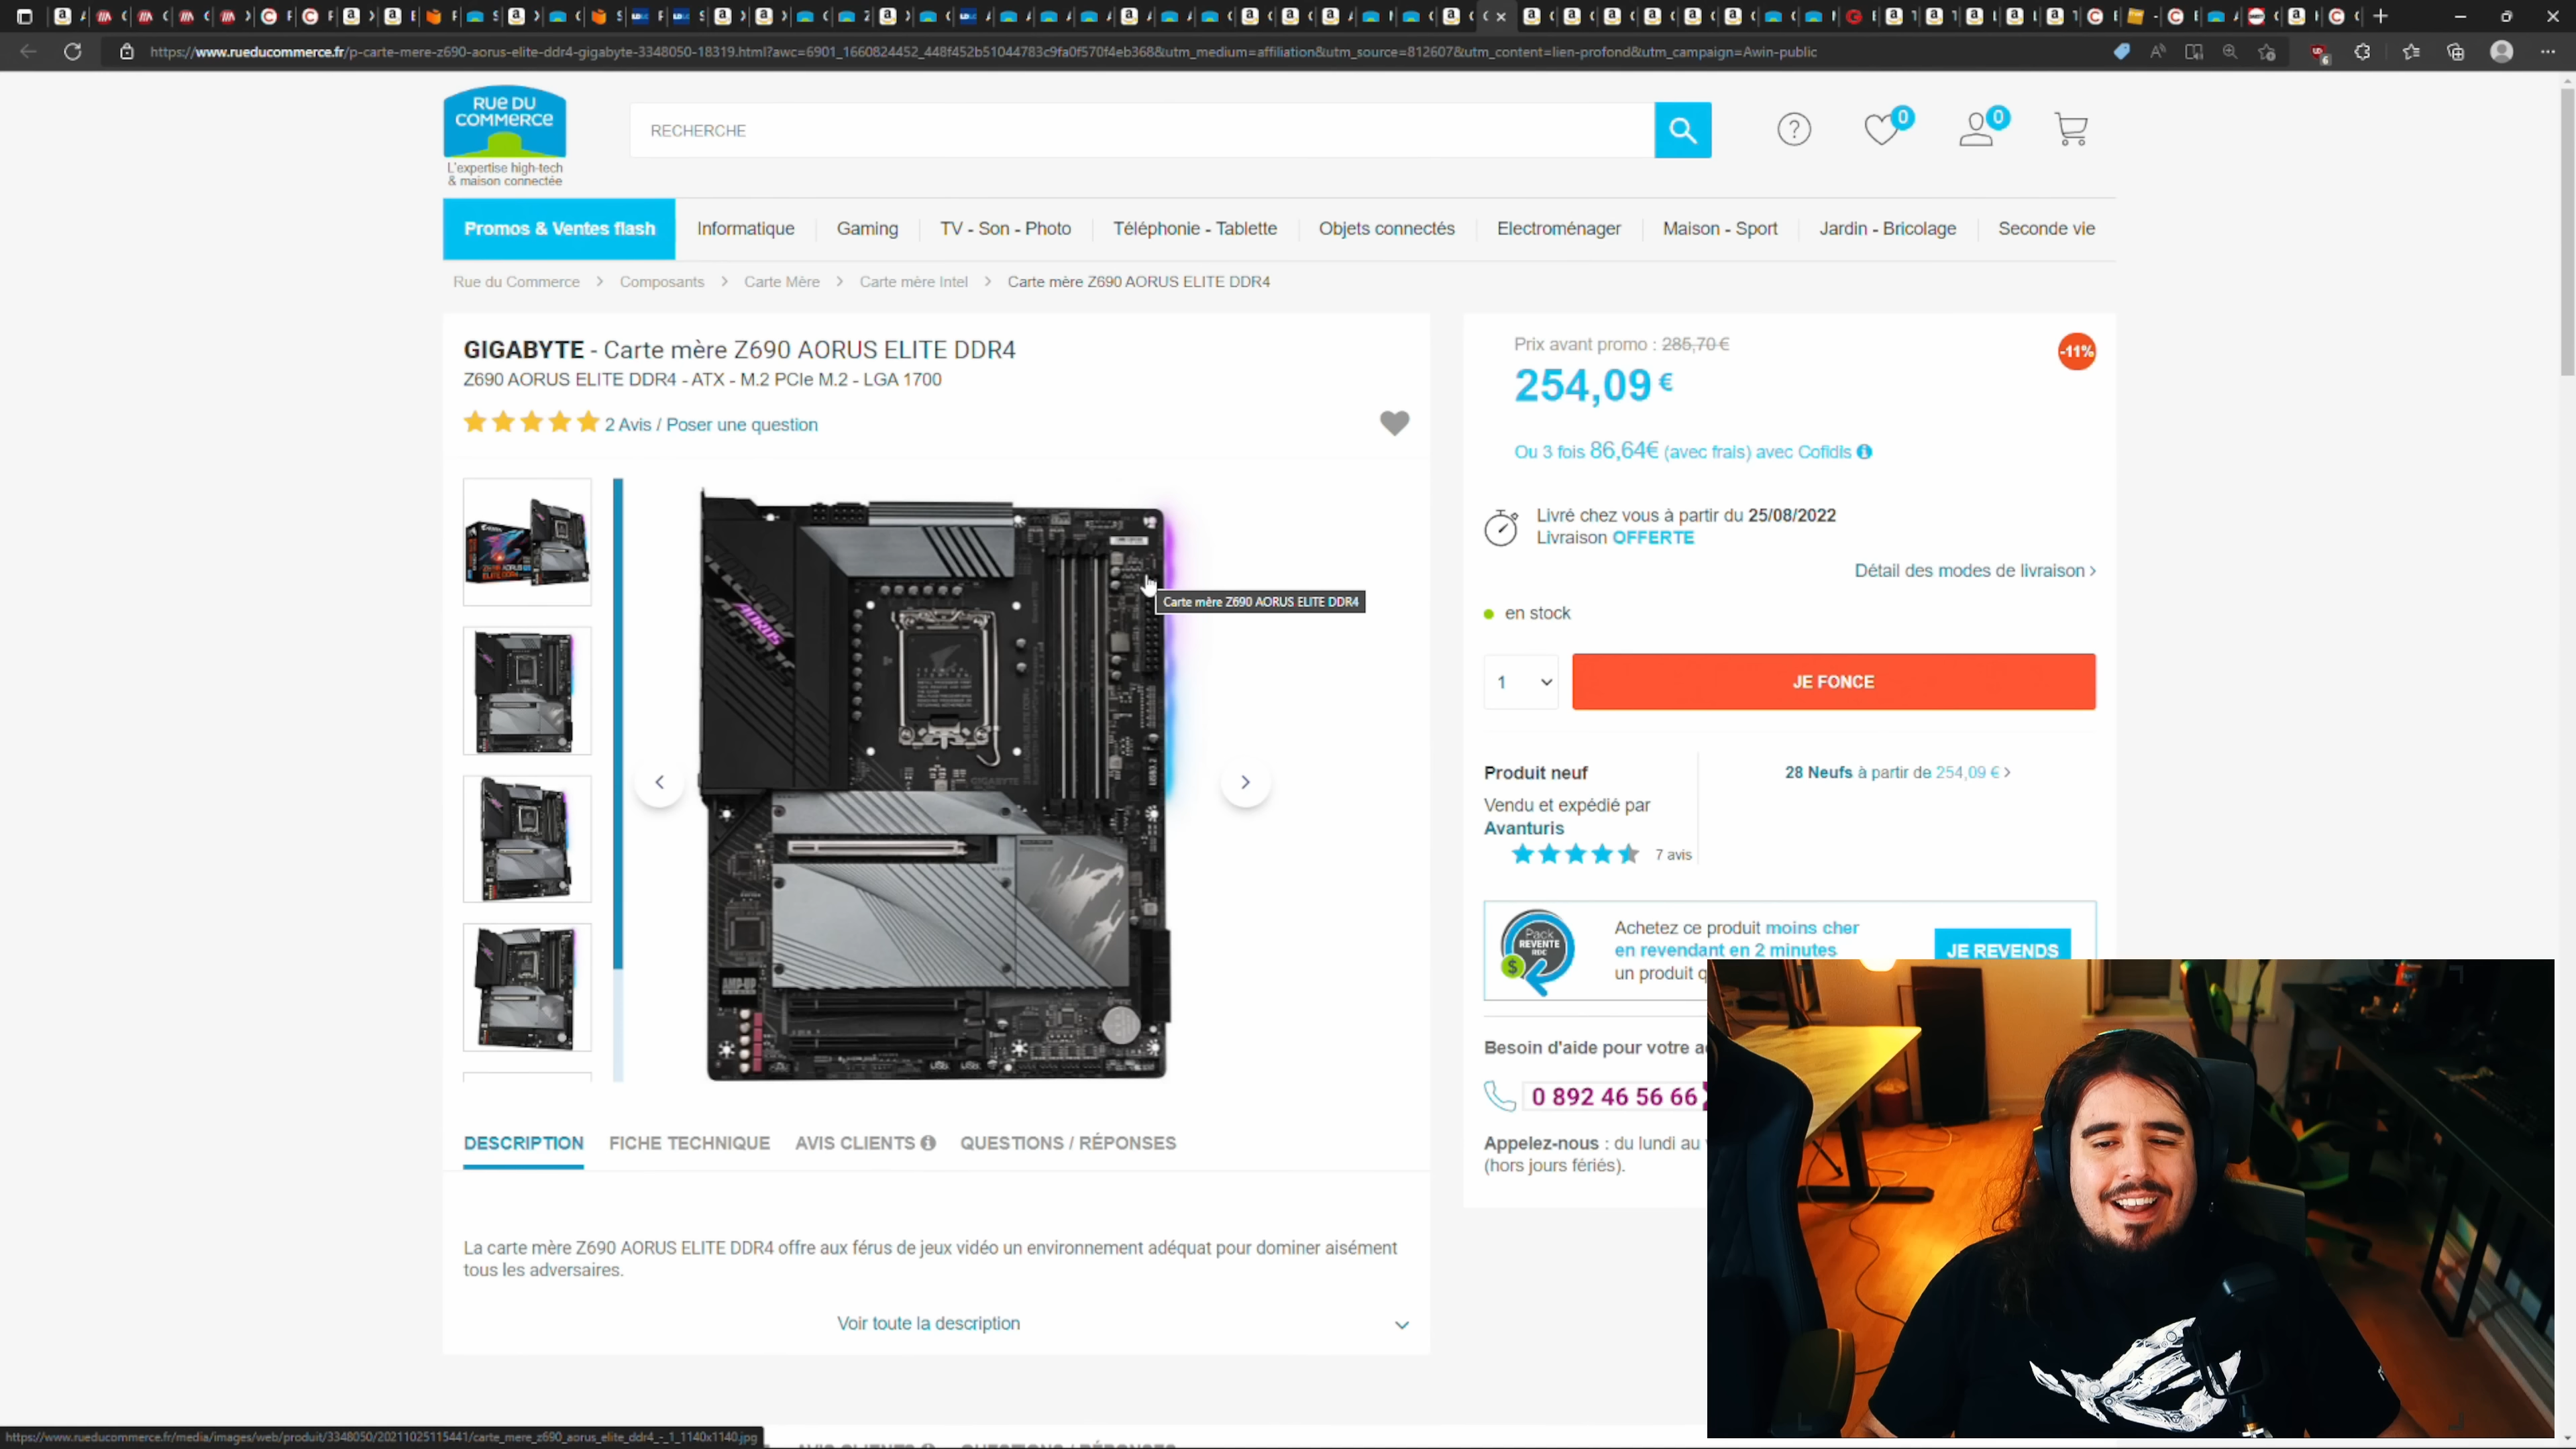 https://www.rueducommerce.fr/p-carte-mere-z690-aorus-elite-ddr4-gigabyte-3348050-18319.html?awc=6901_1660824452_448f452b51044783c9fa0f570f4eb368&utm_medium=affiliation&utm_source=812607&utm_content=lien-profond&utm_campaign=Awin-public
RUE DU
COMMERCE
L'expertise high-tech
& maison connectée
RECHERCHE
0
0
Promos & Ventes flash
Informatique
Gaming
TV - Son - Photo
Téléphonie - Tablette
Objets connectés
Electroménager
Maison - Sport
Jardin - Bricolage
Seconde vie
Rue du Commerce > Composants > Carte Mère > Carte mère Intel > Carte mère Z690 AORUS ELITE DDR4
GIGABYTE - Carte mère Z690 AORUS ELITE DDR4
Z690 AORUS ELITE DDR4 - ATX - M.2 PCIe M.2 - LGA 1700
2 Avis / Poser une question
AORUS
Carte mère Z690 AORUS ELITE DDR4
GIGABYTE
AMP-UP
Prix avant promo : 285,70 €
-11%
254,09 €
Ou 3 fois 86,64€ (avec frais) avec Cofidis
Livré chez vous à partir du 25/08/2022
Livraison OFFERTE
Détail des modes de livraison >
en stock
1
JE FONCE
Produit neuf
28 Neufs à partir de 254,09 € >
Vendu et expédié par
Avanturis
7 avis
Pack
REVENTE
RDC
Achetez ce produit moins cher
en revendant en 2 minutes
un produit q
JE REVENDS
Besoin d'aide pour votre a
0 892 46 56 66
Appelez-nous : du lundi au
(hors jours fériés).
DESCRIPTION
FICHE TECHNIQUE
AVIS CLIENTS
QUESTIONS / RÉPONSES
La carte mère Z690 AORUS ELITE DDR4 offre aux férus de jeux vidéo un environnement adéquat pour dominer aisément
tous les adversaires.
Voir toute la description
https://www.rueducommerce.fr/media/images/web/produit/3348050/20211025115441/carte_mere_z690_aorus_elite_ddr4_-_1_1140x1140.jpg